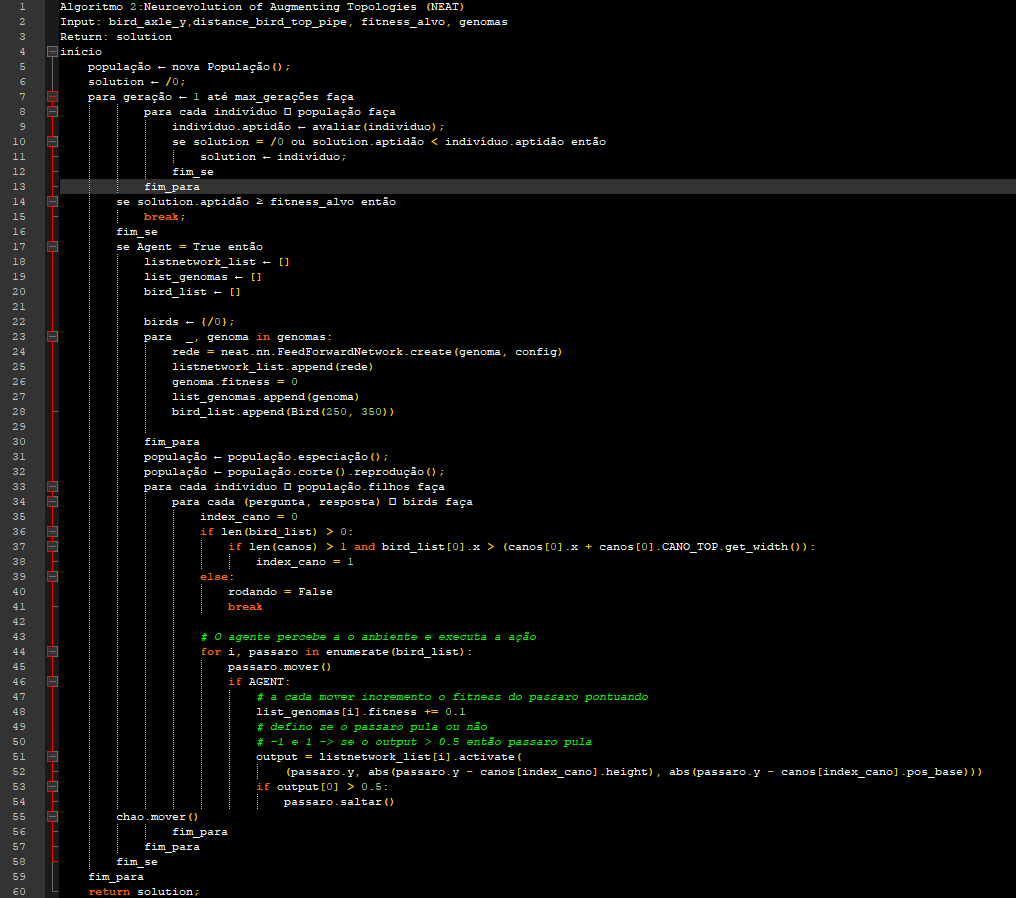 1 Algoritmo 2:Neuroevolution of Augmenting Topologies (NEAT)
2 Input: bird_axle_y,distance_bird_top_pipe, fitness_alvo, genomas
3 Return: solution
4 início
5 população ← nova População();
6 solution ← /0;
7 para geração ← 1 até max_gerações faça
8 para cada indivíduo □ população faça
9 indivíduo.aptidão ← avaliar(indivíduo);
10 se solution = /0 ou solution.aptidão < indivíduo.aptidão então
11 solution ← indivíduo;
12 fim_se
13 fim_para
14 se solution.aptidão ≥ fitness_alvo então
15 break;
16 fim_se
17 se Agent = True então
18 listnetwork_list ← []
19 list_genomas ← []
20 bird_list ← []
21
22 birds ← {/0};
23 para _, genoma in genomas:
24 rede = neat.nn.FeedForwardNetwork.create(genoma, config)
25 listnetwork_list.append(rede)
26 genoma.fitness = 0
27 list_genomas.append(genoma)
28 bird_list.append(Bird(250, 350))
29
30 fim_para
31 população ← população.especiação();
32 população ← população.corte().reprodução();
33 para cada individuo □ população.filhos faça
34 para cada (pergunta, resposta) □ birds faça
35 index_cano = 0
36 if len(bird_list) > 0:
37 if len(canos) > 1 and bird_list[0].x > (canos[0].x + canos[0].CANO_TOP.get_width()):
38 index_cano = 1
39 else:
40 rodando = False
41 break
42
43 # O agente percebe a o anbiente e executa a ação
44 for i, passaro in enumerate(bird_list):
45 passaro.mover()
46 if AGENT:
47 # a cada mover incremento o fitness do passaro pontuando
48 list_genomas[i].fitness += 0.1
49 # defino se o passaro pula ou não
50 # -1 e 1 -> se o output > 0.5 então passaro pula
51 output = listnetwork_list[i].activate(
52 (passaro.y, abs(passaro.y - canos[index_cano].height), abs(passaro.y - canos[index_cano].pos_base)))
53 if output[0] > 0.5:
54 passaro.saltar()
55 chao.mover()
56 fim_para
57 fim_para
58 fim_se
59 fim_para
60 return solution;